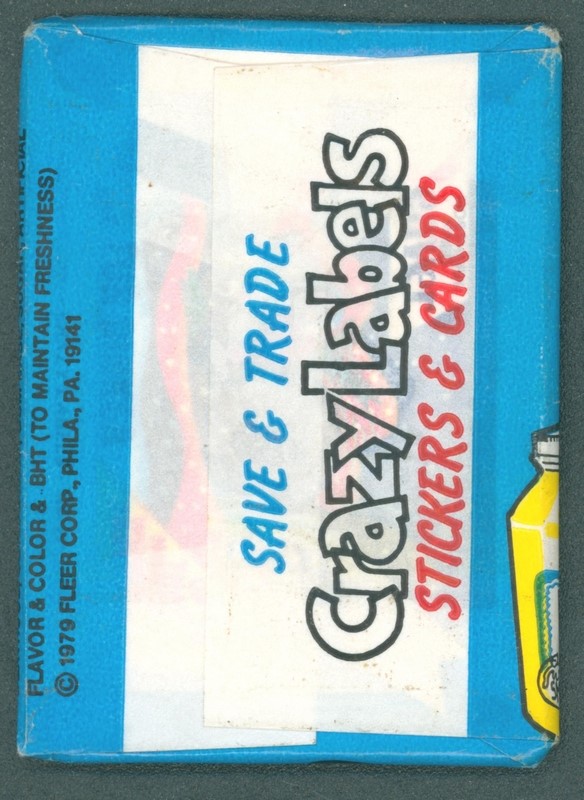 FLAVOR & COLOR & BHT (TO MAINTAIN FRESHNESS)
© 1979 FLEER CORP., PHILA., PA. 19141
SAVE & TRADE
Crazy Labels
STICKERS & CARDS